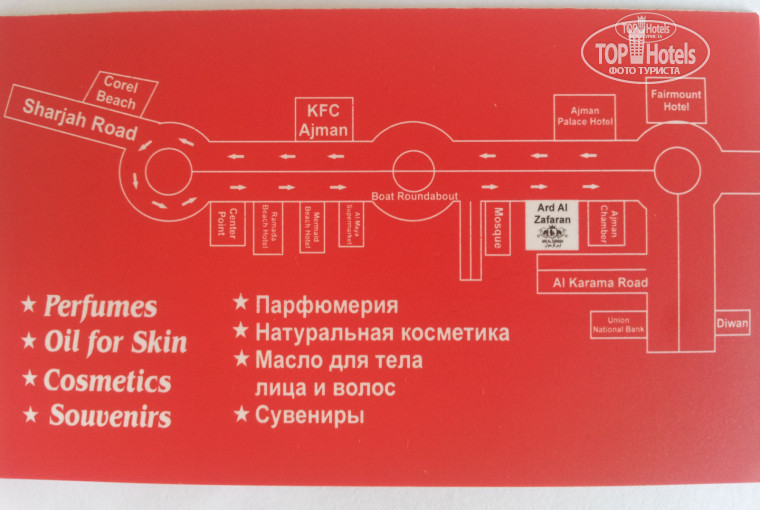 TOP Hotels
ФОТО ТУРИСТА
Corel
Beach
Sharjah Road
KFC
Ajman
Ajman
Palace Hotel
Fairmount
Hotel
Boat Roundabout
Center
Point
Ramada
Beach Hotel
Mermaid
Beach Hotel
Al Maya
Supermarket
Mosque
Ard Al
Zafaran
Ajman
Chamber
Al Karama Road
Union
National Bank
Diwan
★ Perfumes
★ Oil for Skin
★ Cosmetics
★ Souvenirs
★ Парфюмерия
★ Натуральная косметика
★ Масло для тела
лица и волос
★ Сувениры